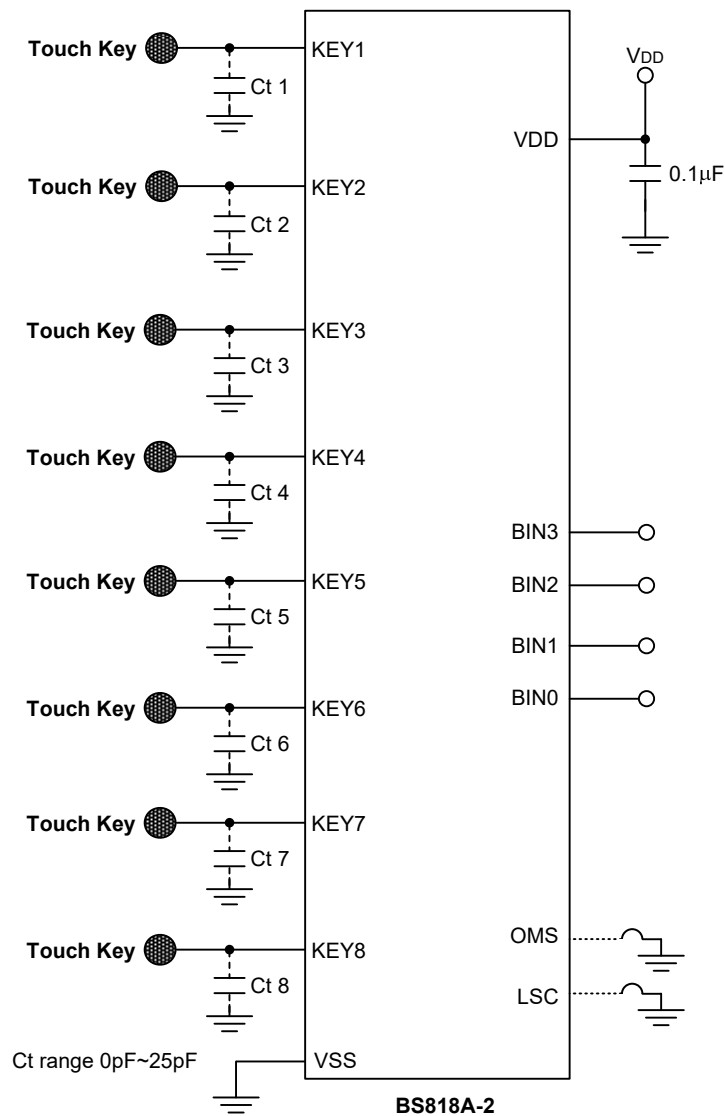 Touch Key KEY1
Ct 1
VDD
VDD
0.1μF
Touch Key KEY2
Ct 2
Touch Key KEY3
Ct 3
Touch Key KEY4
Ct 4
BIN3
Touch Key KEY5
BIN2
Ct 5
BIN1
Touch Key KEY6
BIN0
Ct 6
Touch Key KEY7
Ct 7
Touch Key KEY8
OMS
Ct 8
LSC
Ct range 0pF~25pF
VSS
BS818A-2